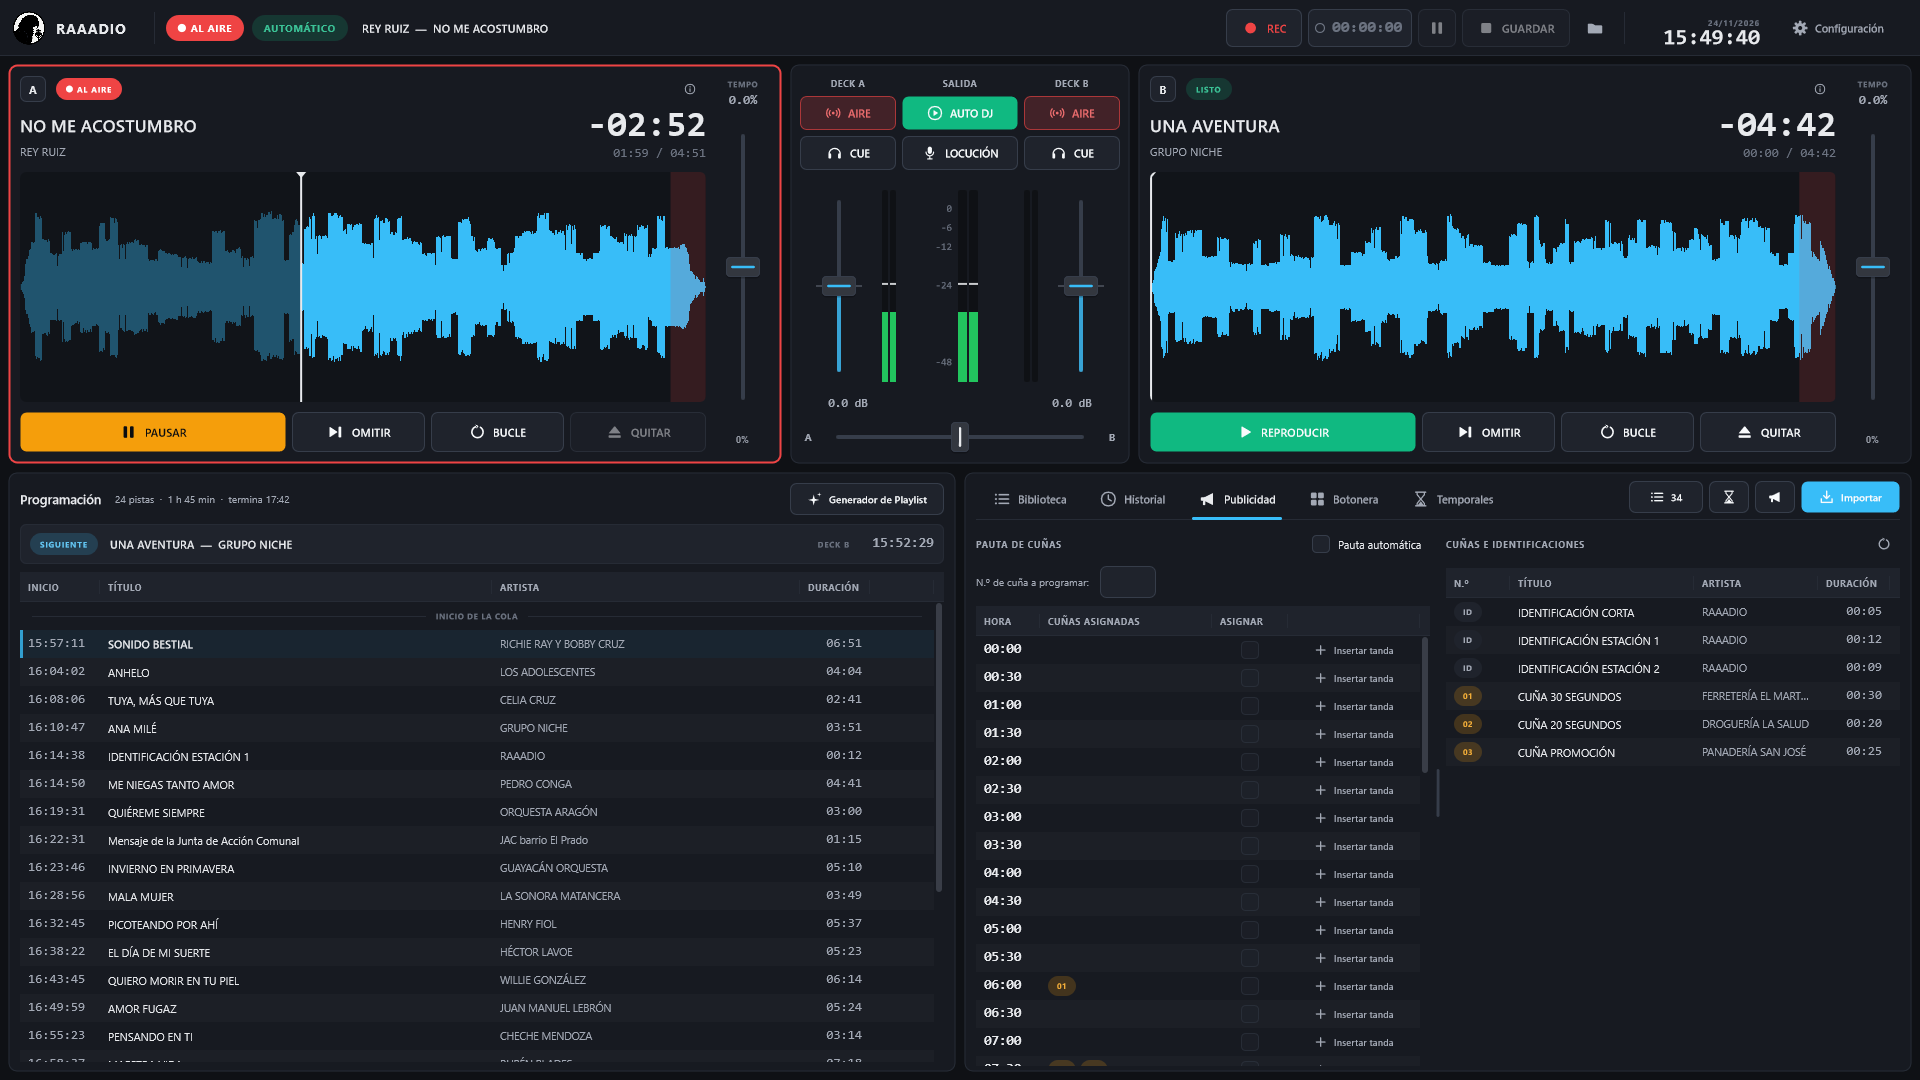 RAAADIO
AL AIRE
AUTOMÁTICO
REY RUIZ — NO ME ACOSTUMBRO
REC
00:00:00
GUARDAR
24/11/2026
15:49:40
Configuración
A
AL AIRE
NO ME ACOSTUMBRO
REY RUIZ
-02:52
01:59 / 04:51
TEMPO
0.0%
PAUSAR
OMITIR
BUCLE
QUITAR
0%
DECK A
SALIDA
DECK B
AIRE
AUTO DJ
AIRE
CUE
LOCUCIÓN
CUE
0
-6
-12
-24
-48
0.0 dB
0.0 dB
A
B
B
LISTO
UNA AVENTURA
GRUPO NICHE
-04:42
00:00 / 04:42
TEMPO
0.0%
REPRODUCIR
OMITIR
BUCLE
QUITAR
0%
Programación
24 pistas · 1 h 45 min · termina 17:42
Generador de Playlist
SIGUIENTE
UNA AVENTURA — GRUPO NICHE
DECK B
15:52:29
INICIO TÍTULO ARTISTA DURACIÓN
INICIO DE LA COLA
15:57:11 SONIDO BESTIAL RICHIE RAY Y BOBBY CRUZ 06:51
16:04:02 ANHELO LOS ADOLESCENTES 04:04
16:08:06 TUYA, MÁS QUE TUYA CELIA CRUZ 02:41
16:10:47 ANA MILÉ GRUPO NICHE 03:51
16:14:38 IDENTIFICACIÓN ESTACIÓN 1 RAAADIO 00:12
16:14:50 ME NIEGAS TANTO AMOR PEDRO CONGA 04:41
16:19:31 QUIÉREME SIEMPRE ORQUESTA ARAGÓN 03:00
16:22:31 Mensaje de la Junta de Acción Comunal JAC barrio El Prado 01:15
16:23:46 INVIERNO EN PRIMAVERA GUAYACÁN ORQUESTA 05:10
16:28:56 MALA MUJER LA SONORA MATANCERA 03:49
16:32:45 PICOTEANDO POR AHÍ HENRY FIOL 05:37
16:38:22 EL DÍA DE MI SUERTE HÉCTOR LAVOE 05:23
16:43:45 QUIERO MORIR EN TU PIEL WILLIE GONZÁLEZ 06:14
16:49:59 AMOR FUGAZ JUAN MANUEL LEBRÓN 05:24
16:55:23 PENSANDO EN TI CHECHE MENDOZA 03:14
Biblioteca
Historial
Publicidad
Botonera
Temporales
34
Importar
PAUTA DE CUÑAS
Pauta automática
N.º de cuña a programar:
HORA CUÑAS ASIGNADAS ASIGNAR
00:00 Insertar tanda
00:30 Insertar tanda
01:00 Insertar tanda
01:30 Insertar tanda
02:00 Insertar tanda
02:30 Insertar tanda
03:00 Insertar tanda
03:30 Insertar tanda
04:00 Insertar tanda
04:30 Insertar tanda
05:00 Insertar tanda
05:30 Insertar tanda
06:00 01 Insertar tanda
06:30 Insertar tanda
07:00 Insertar tanda
CUÑAS E IDENTIFICACIONES
N.º TÍTULO ARTISTA DURACIÓN
ID IDENTIFICACIÓN CORTA RAAADIO 00:05
ID IDENTIFICACIÓN ESTACIÓN 1 RAAADIO 00:12
ID IDENTIFICACIÓN ESTACIÓN 2 RAAADIO 00:09
01 CUÑA 30 SEGUNDOS FERRETERÍA EL MART... 00:30
02 CUÑA 20 SEGUNDOS DROGUERÍA LA SALUD 00:20
03 CUÑA PROMOCIÓN PANADERÍA SAN JOSÉ 00:25